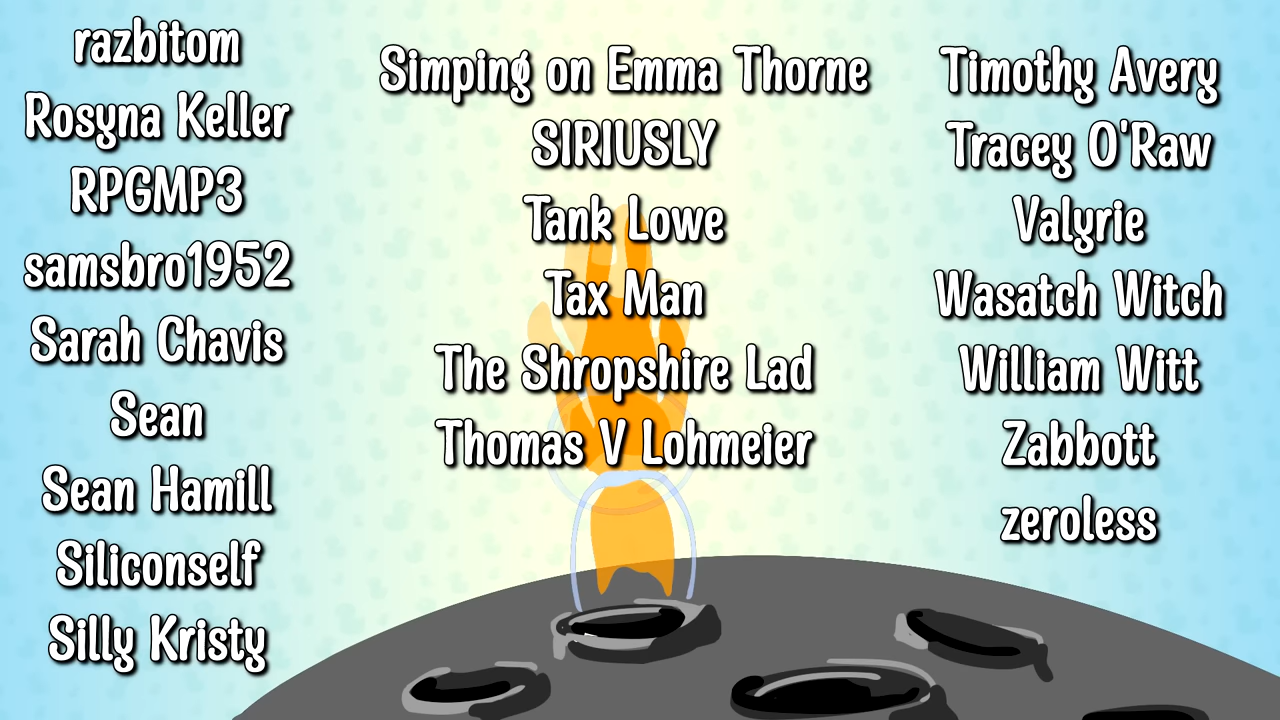 razbitom
Rosyna Keller
RPGMP3
samsbro1952
Sarah Chavis
Sean
Sean Hamill
Siliconself
Silly Kristy
Simping on Emma Thorne
SIRIUSLY
Tank Lowe
Tax Man
The Shropshire Lad
Thomas V Lohmeier
Timothy Avery
Tracey O'Raw
Valyrie
Wasatch Witch
William Witt
Zabbott
zeroless